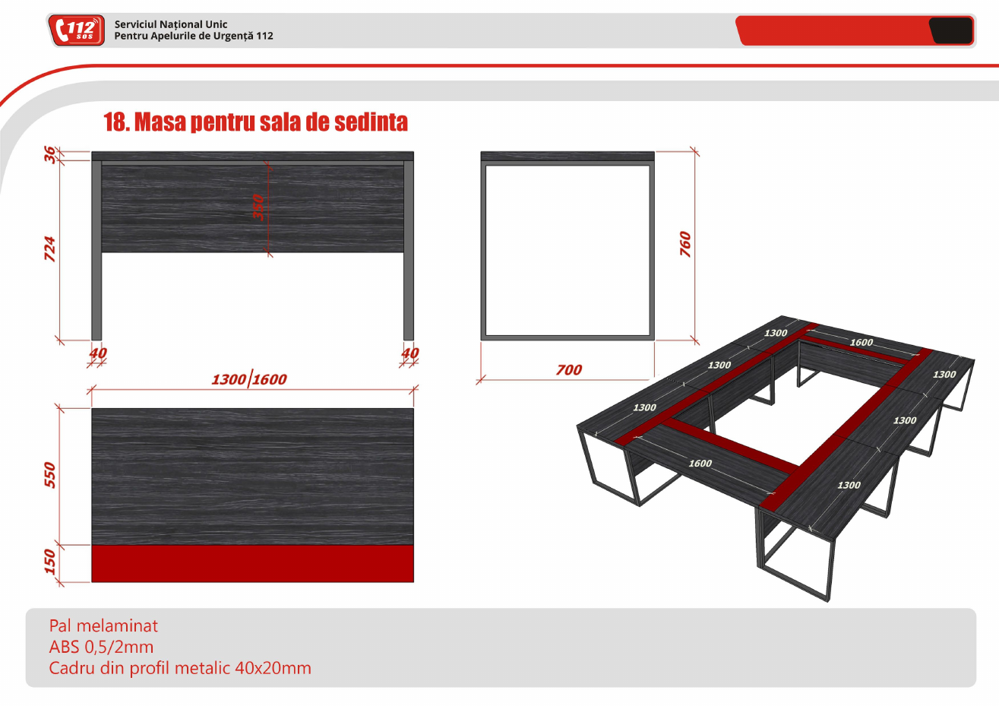 112
SOS
Serviciul Național Unic
Pentru Apelurile de Urgență 112
18. Masa pentru sala de sedinta
36
724
350
40
40
760
700
1300/1600
550
150
1300
1600
1300
1300
1300
1300
1600
1300
Pal melaminat
ABS 0,5/2mm
Cadru din profil metalic 40x20mm